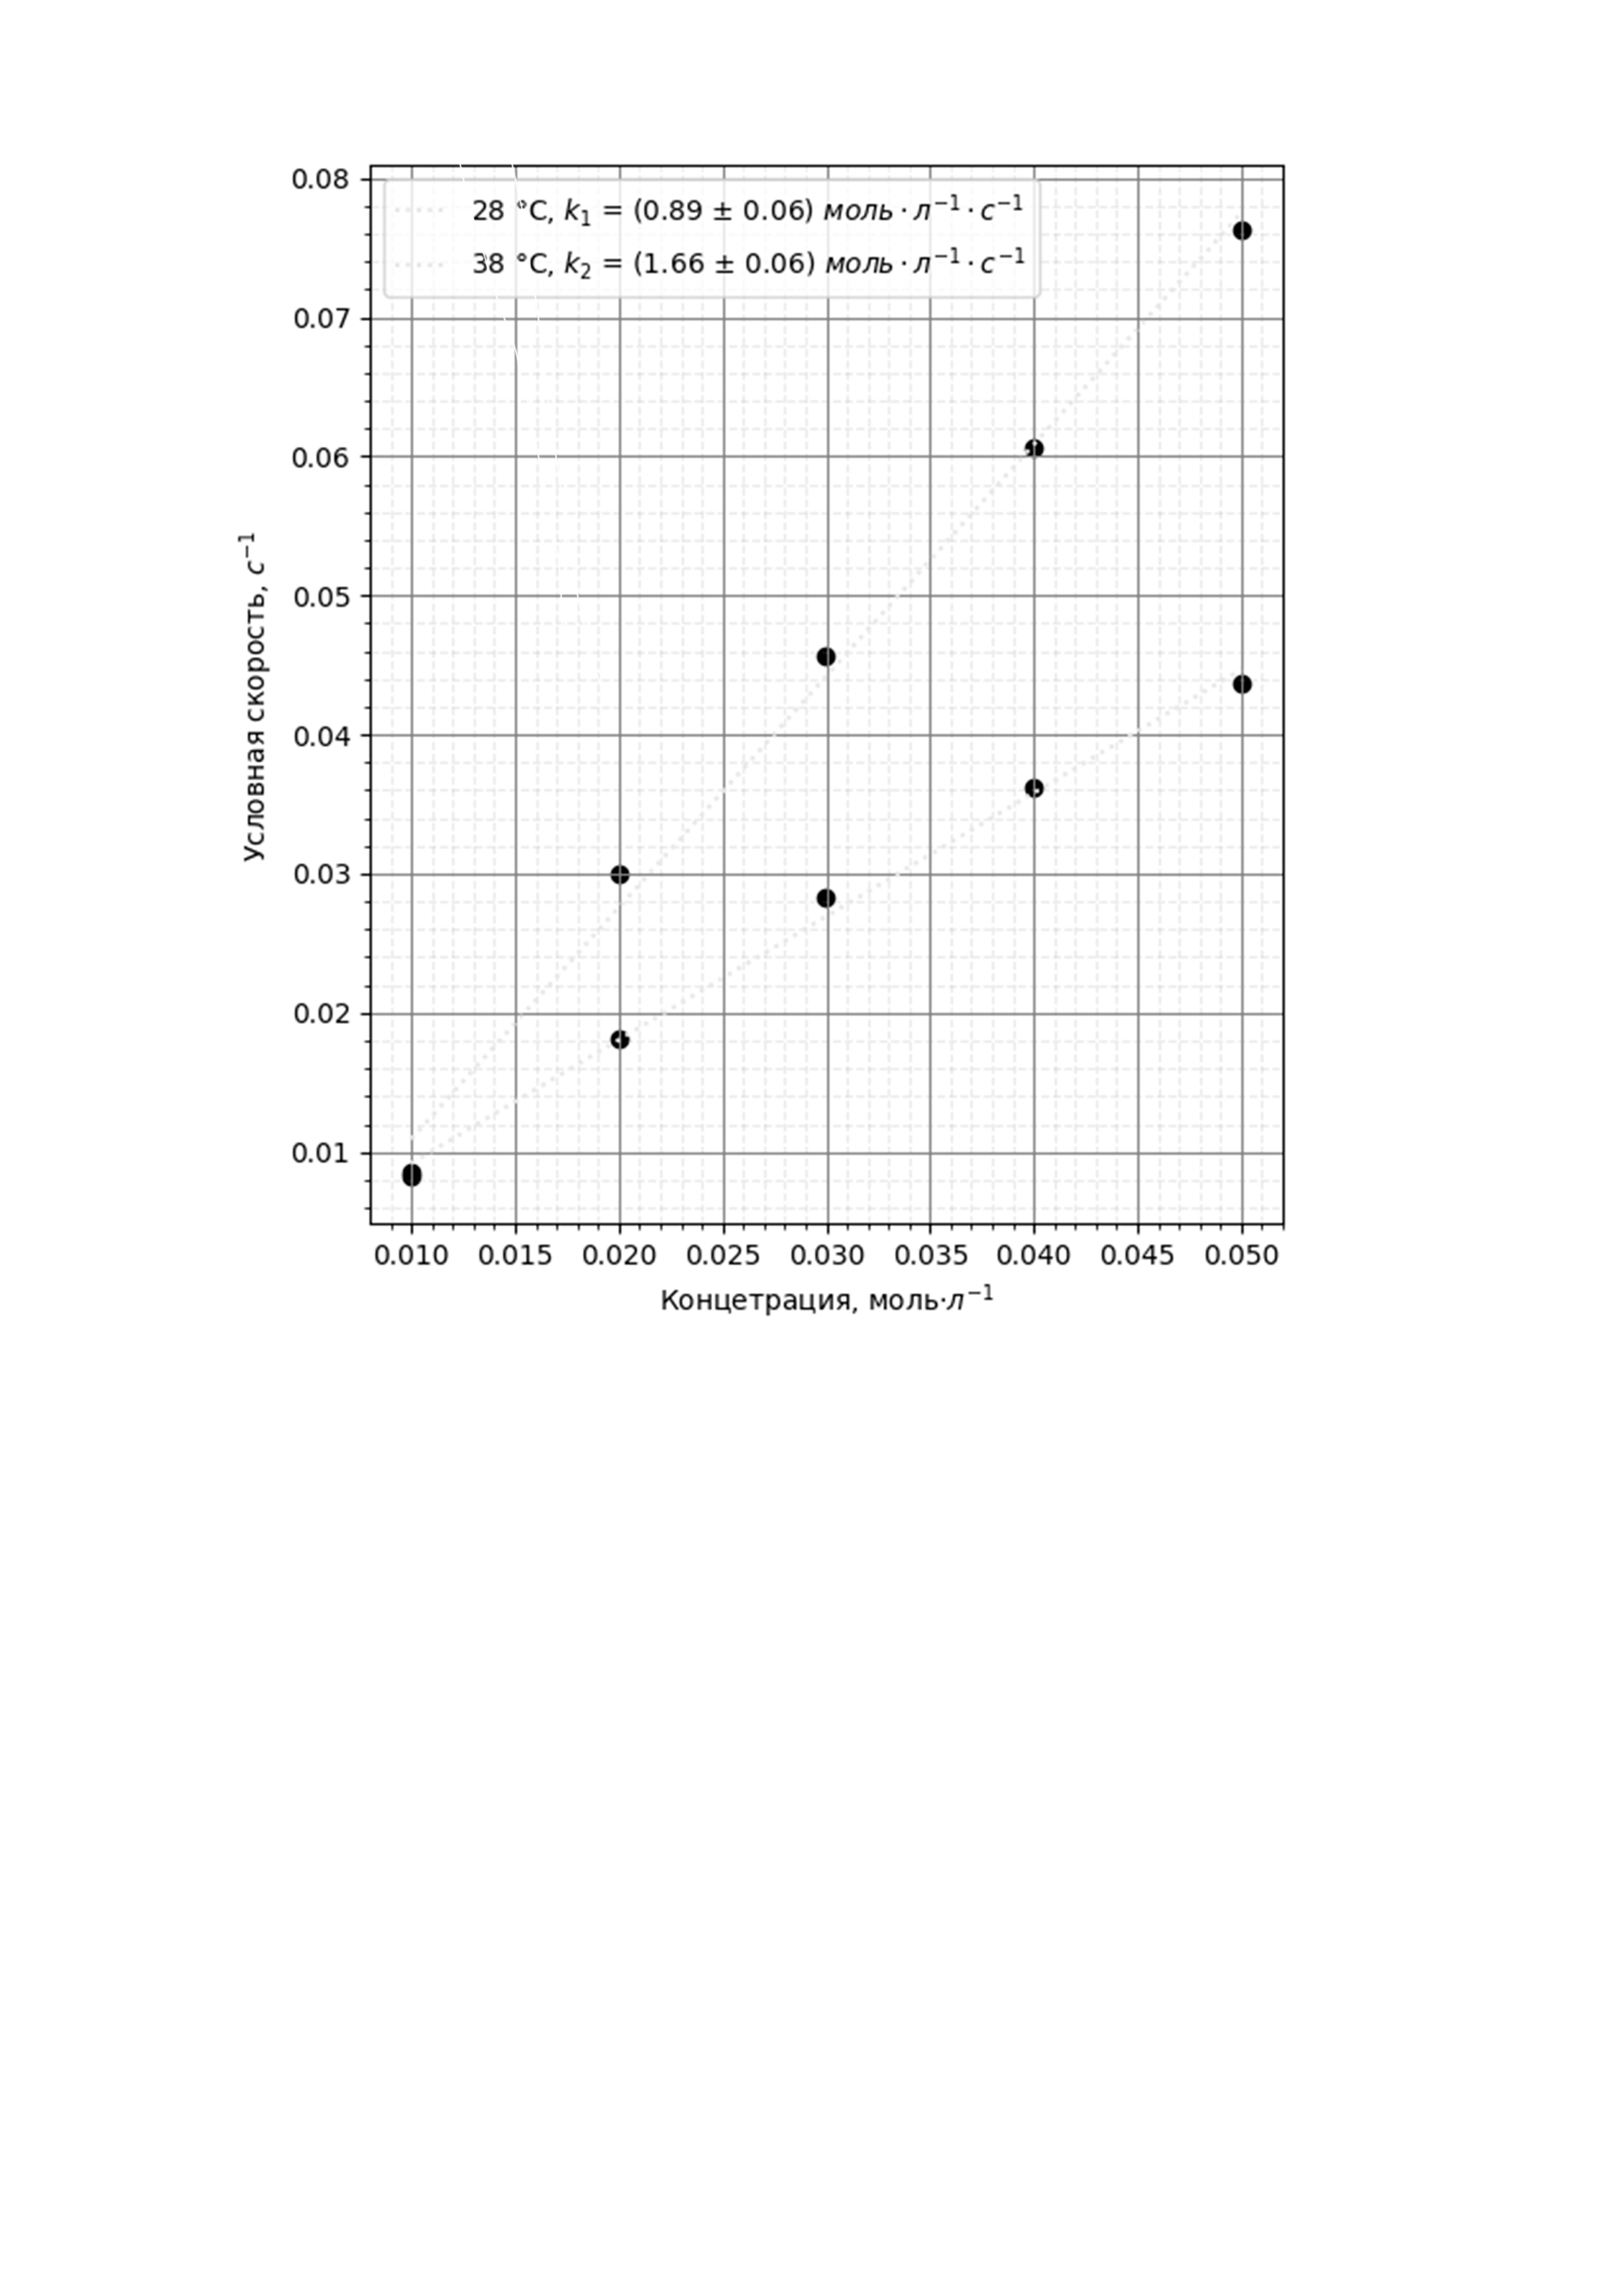 28 °C, k₁ = (0.89 ± 0.06) моль · л⁻¹ · с⁻¹
38 °C, k₂ = (1.66 ± 0.06) моль · л⁻¹ · с⁻¹
0.08
0.07
0.06
0.05
0.04
0.03
0.02
0.01
Условная скорость, с⁻¹
0.010 0.015 0.020 0.025 0.030 0.035 0.040 0.045 0.050
Концетрация, моль·л⁻¹